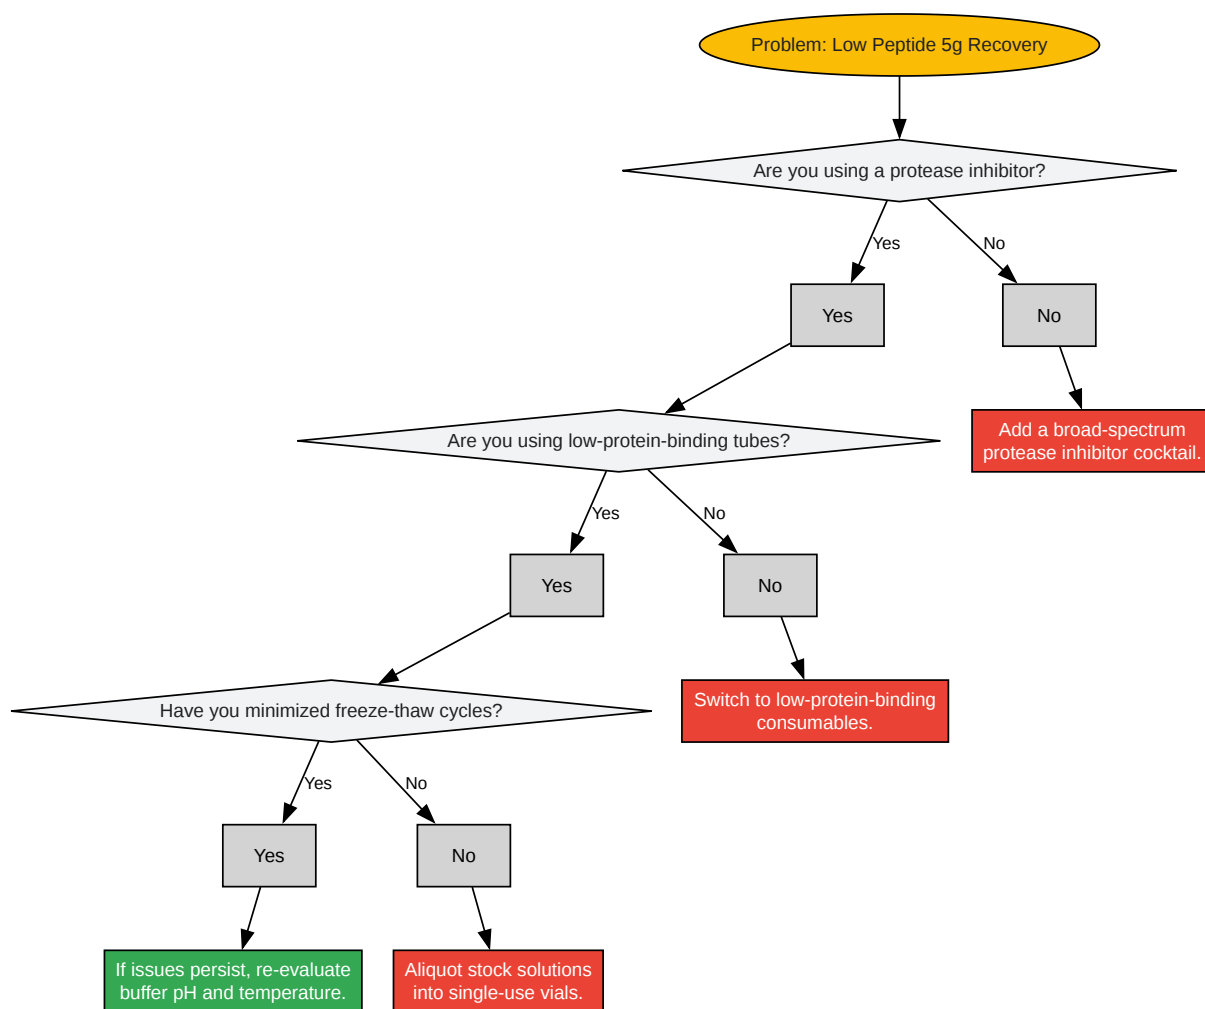 Problem: Low Peptide 5g Recovery
Are you using a protease inhibitor?
Yes
No
Yes
No
Add a broad-spectrum
protease inhibitor cocktail.
Are you using low-protein-binding tubes?
Yes
No
Yes
No
Switch to low-protein-binding
consumables.
Have you minimized freeze-thaw cycles?
Yes
No
Yes
No
If issues persist, re-evaluate
buffer pH and temperature.
Aliquot stock solutions
into single-use vials.